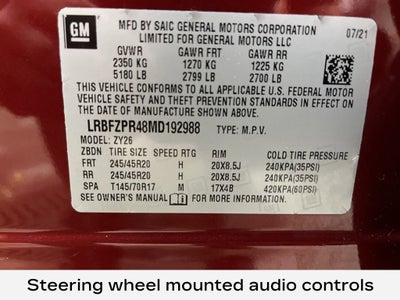 GM
MFD BY SAIC GENERAL MOTORS CORPORATION
LIMITED FOR GENERAL MOTORS LLC
07/21
GVWR GAWR FRT GAWR RR
2350 KG 1270 KG 1225 KG
5180 LB 2799 LB 2700 LB
THIS VEHICLE CONFORMS TO ALL APPLICABLE U.S. FEDERAL MOTOR
VEHICLE SAFETY AND THEFT PREVENTION STANDARDS IN EFFECT ON
THE DATE OF MANUFACTURE SHOWN ABOVE.
LRBFZPR48MD192988 TYPE: M.P.V.
MODEL: ZY26
ZBDN TIRE SIZE SPEED RTG RIM COLD TIRE PRESSURE
FRT 245/45R20 H 20X8.5J 240KPA(35PSI)
RR 245/45R20 H 20X8.5J 240KPA(35PSI)
SPA T145/70R17 M 17X4B 420KPA(60PSI)
SEE OWNER'S MANUAL FOR MORE INFORMATION.
Steering wheel mounted audio controls